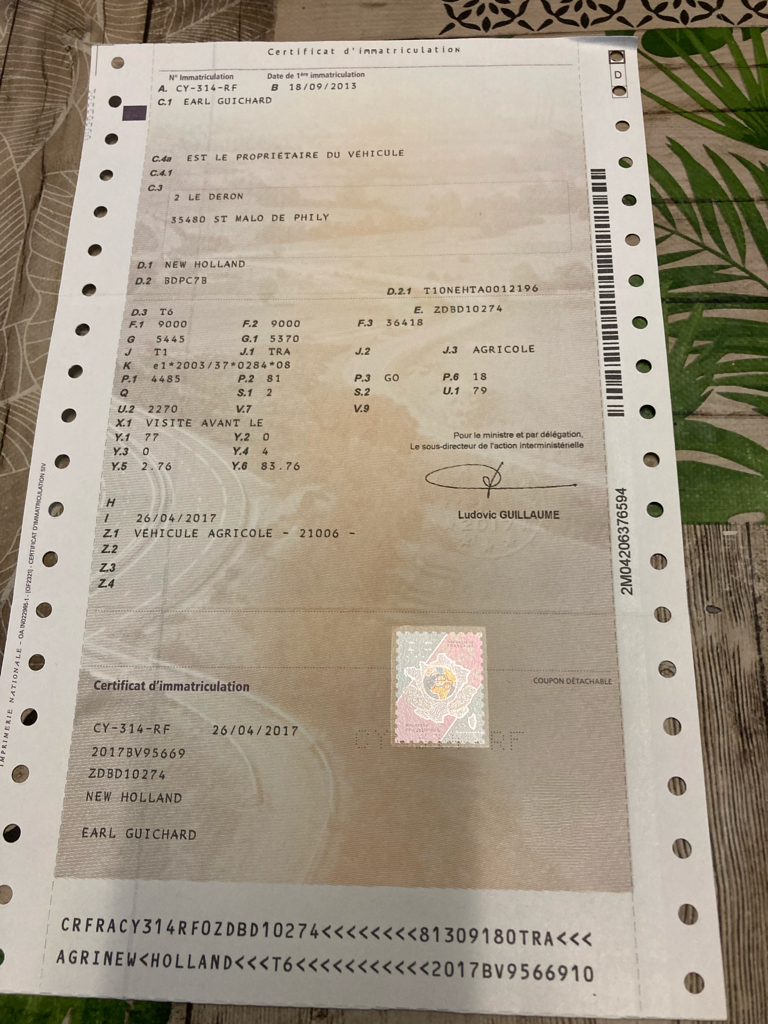 Certificat d'immatriculation
N° Immatriculation Date de 1ère immatriculation
A. CY-314-RF B 18/09/2013
C.1 EARL GUICHARD
C.4a EST LE PROPRIÉTAIRE DU VÉHICULE
C.4.1
C.3
2 LE DERON
35480 ST MALO DE PHILY
D.1 NEW HOLLAND
D.2 BDPC7B
D.2.1 T10NEHTA0012196
D.3 T6 E. ZDBD10274
F.1 9000 F.2 9000 F.3 36418
G 5445 G.1 5370
J T1 J.1 TRA J.2 J.3 AGRICOLE
K e1*2003/37*0284*08
P.1 4485 P.2 81 P.3 GO P.6 18
Q S.1 2 S.2 U.1 79
U.2 2270 V.7 V.9
X.1 VISITE AVANT LE
Y.1 77 Y.2 0
Y.3 0 Y.4 4
Y.5 2.76 Y.6 83.76
Pour le ministre et par délégation,
Le sous-directeur de l'action interministérielle
Ludovic GUILLAUME
H
I 26/04/2017
Z.1 VÉHICULE AGRICOLE - 21006 -
Z.2
Z.3
Z.4
D
2M04206376594
Certificat d'immatriculation
COUPON DÉTACHABLE
CY-314-RF 26/04/2017
2017BV95669
ZDBD10274
NEW HOLLAND
EARL GUICHARD
CRFRACY314RF0ZDBD10274<<<<<<<<81309180TRA<<<
AGRINEW<HOLLAND<<<T6<<<<<<<<<<<2017BV9566910